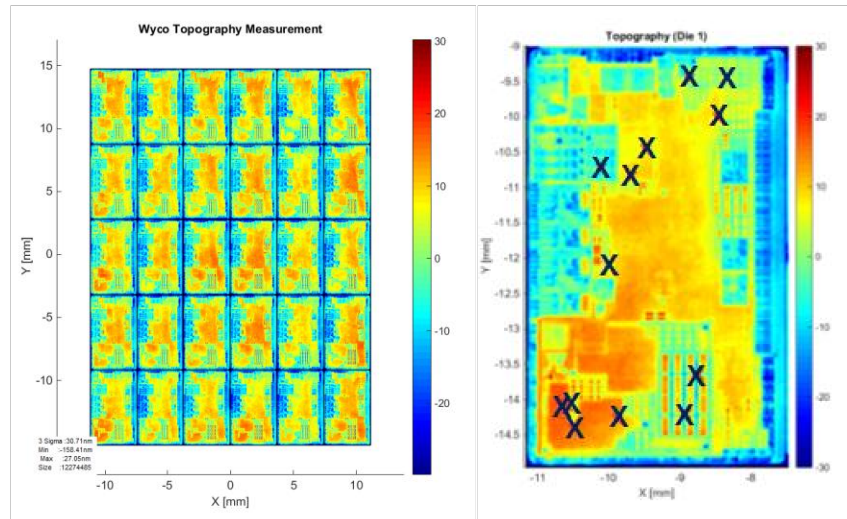 Wyco Topography Measurement
15
10
5
0
-5
-10
Y [mm]
-10
-5
0
5
10
X [mm]
30
20
10
0
-10
-20
3 Sigma :30.71nm
Min :-158.41nm
Max :27.05nm
Size :12274485
Topography (Die 1)
-9
-9.5
-10
-10.5
-11
-11.5
-12
-12.5
-13
-13.5
-14
-14.5
Y [mm]
-11
-10
-9
-8
X [mm]
30
20
10
0
-10
-20
-30
X X
X
X
X X
X
X
X X X X
X